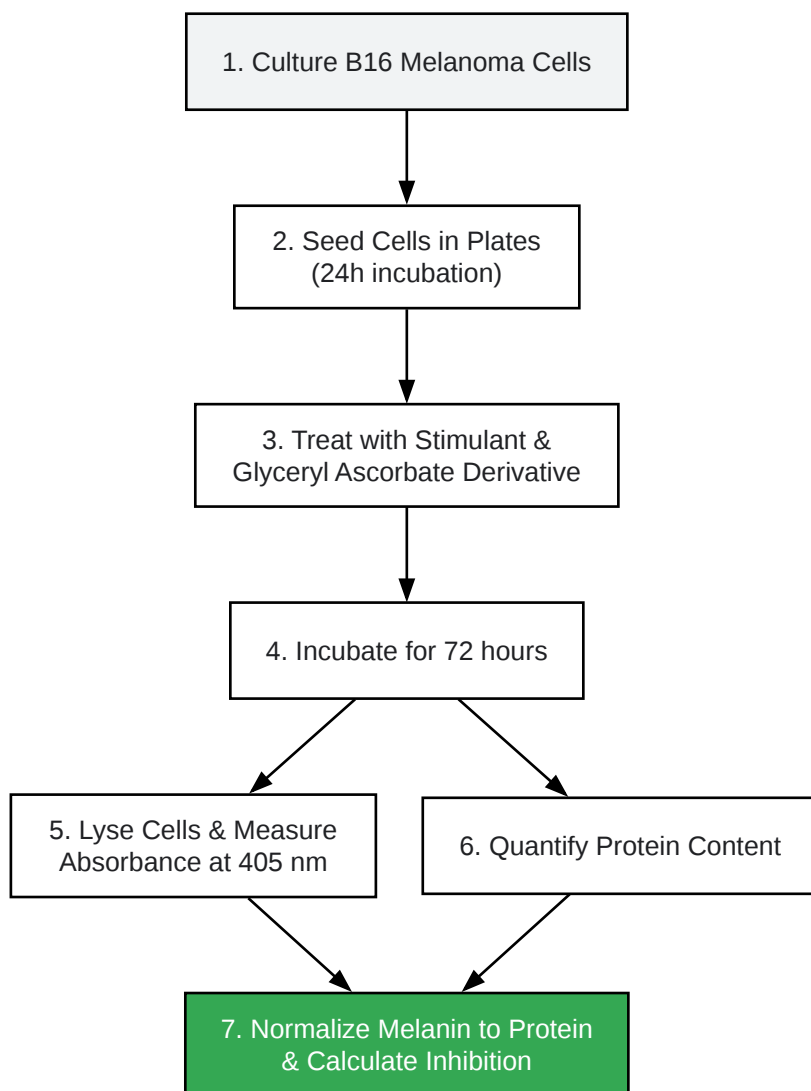 1. Culture B16 Melanoma Cells
2. Seed Cells in Plates
(24h incubation)
3. Treat with Stimulant &
Glyceryl Ascorbate Derivative
4. Incubate for 72 hours
5. Lyse Cells & Measure
Absorbance at 405 nm
6. Quantify Protein Content
7. Normalize Melanin to Protein
& Calculate Inhibition